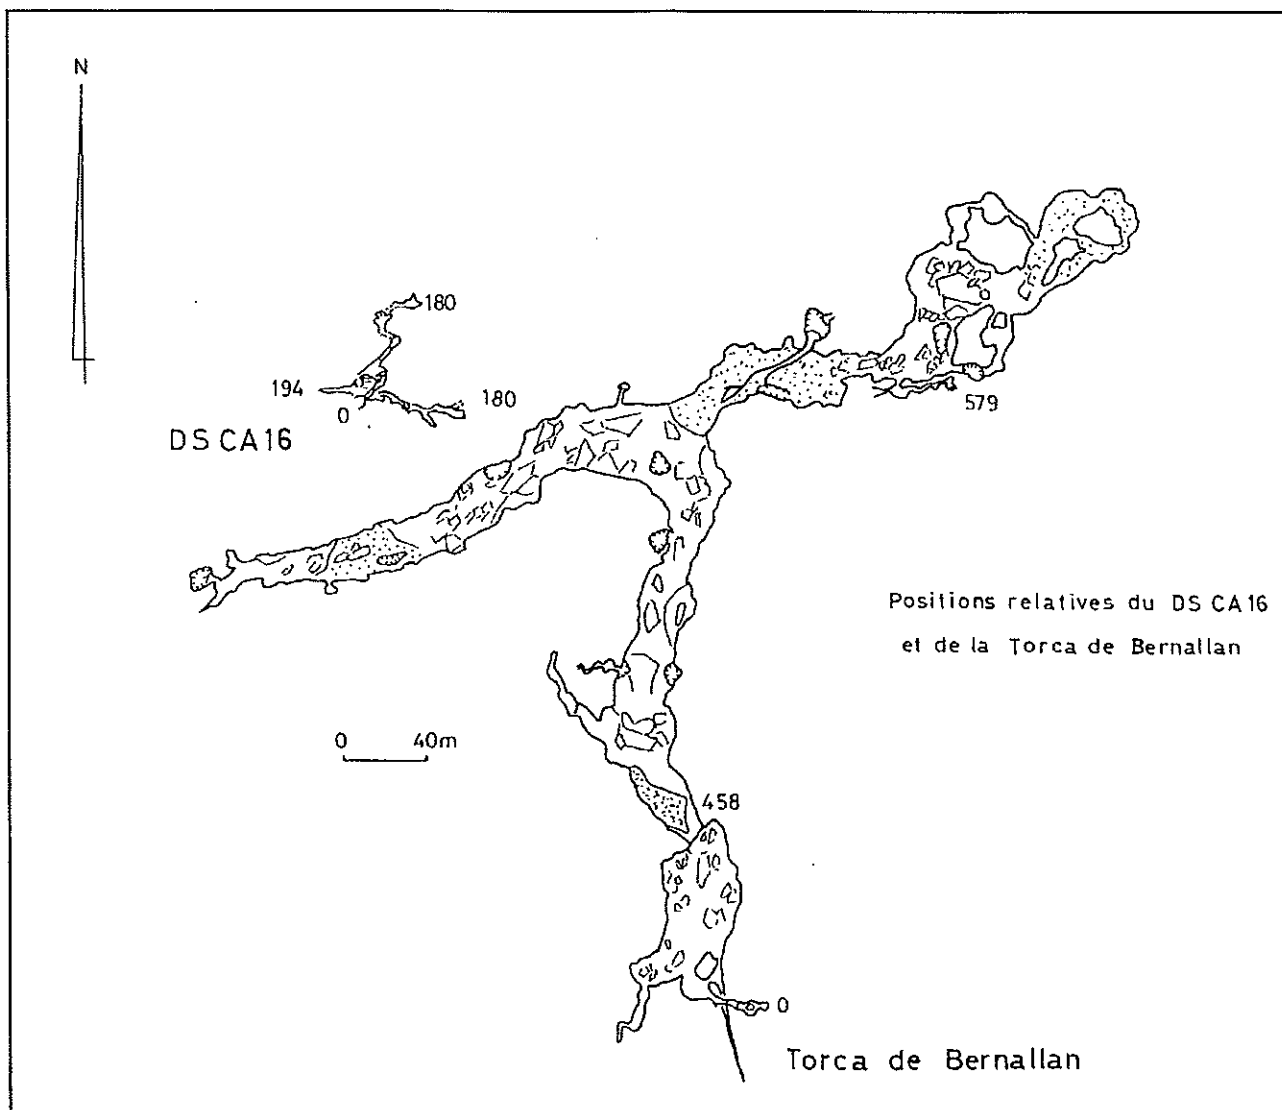 N
180
194
0
180
DS CA16
579
Positions relatives du DS CA16
et de la Torca de Bernallan
0 40m
458
0
Torca de Bernallan